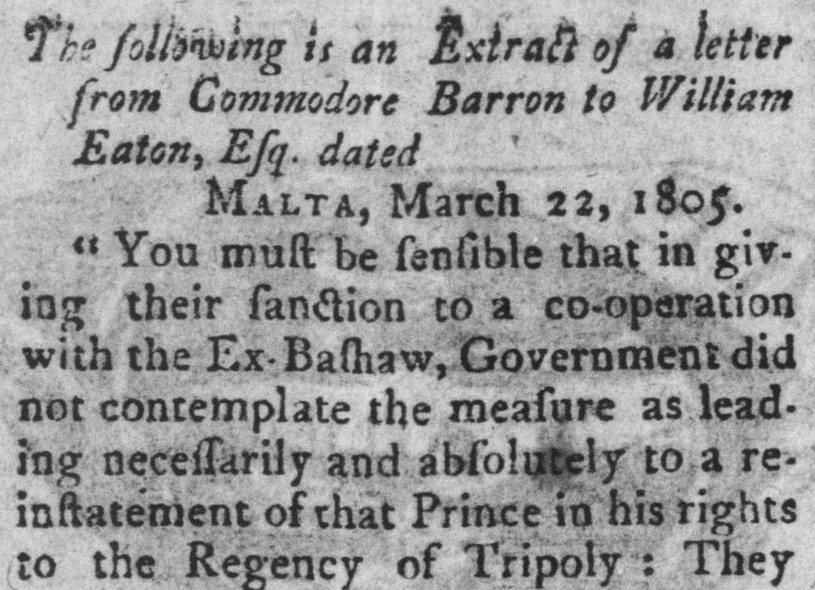 The following is an Extract of a letter
from Commodore Barron to William
Eaton, Eſq. dated
MALTA, March 22, 1805.
“ You muſt be ſenſible that in giv-
ing their ſanction to a co-operation
with the Ex-Baſhaw, Government did
not contemplate the meaſure as lead-
ing neceſſarily and abſolutely to a re-
inſtatement of that Prince in his rights
to the Regency of Tripoly : They